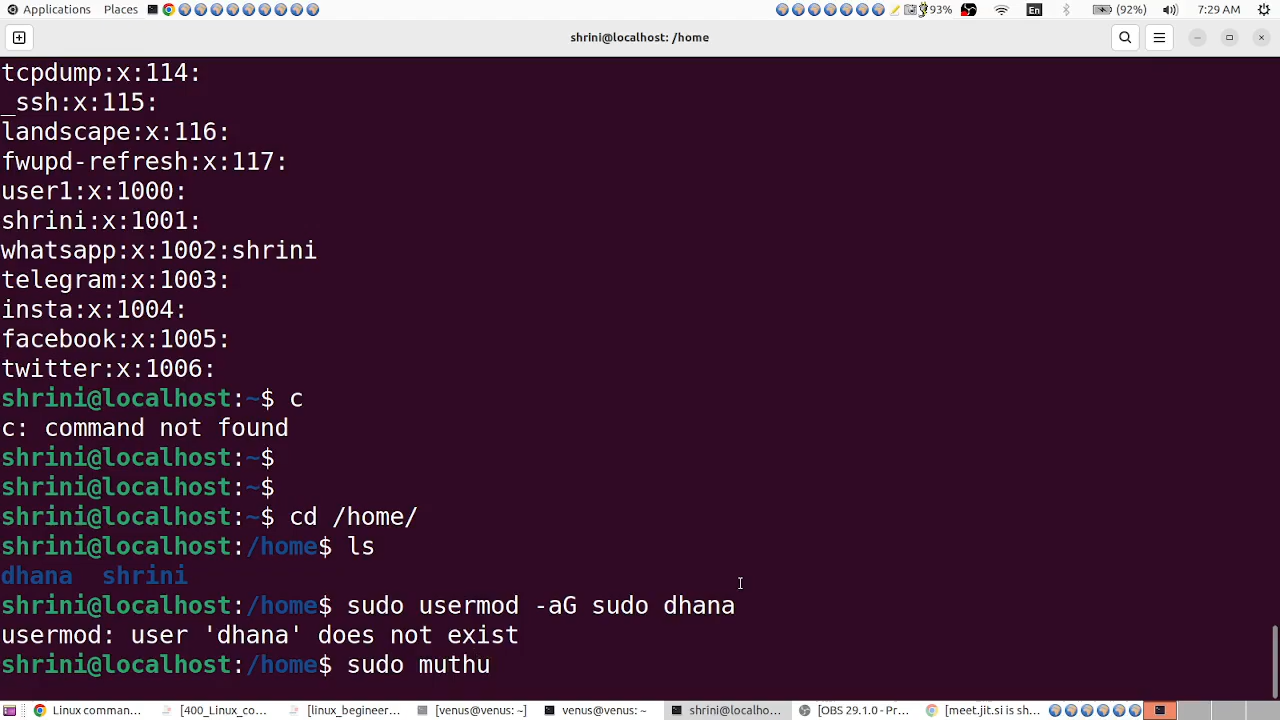 Applications Places 93% En (92%) 7:29 AM
shrini@localhost: /home
tcpdump:x:114:
_ssh:x:115:
landscape:x:116:
fwupd-refresh:x:117:
user1:x:1000:
shrini:x:1001:
whatsapp:x:1002:shrini
telegram:x:1003:
insta:x:1004:
facebook:x:1005:
twitter:x:1006:
shrini@localhost:~$ c
c: command not found
shrini@localhost:~$
shrini@localhost:~$
shrini@localhost:~$ cd /home/
shrini@localhost:/home$ ls
dhana shrini
shrini@localhost:/home$ sudo usermod -aG sudo dhana
usermod: user 'dhana' does not exist
shrini@localhost:/home$ sudo muthu
Linux comman... [400_Linux_co... [linux_begineer... [venus@venus: ~] venus@venus: ~ shrini@localho... [OBS 29.1.0 - Pr... [meet.jit.si is sh...